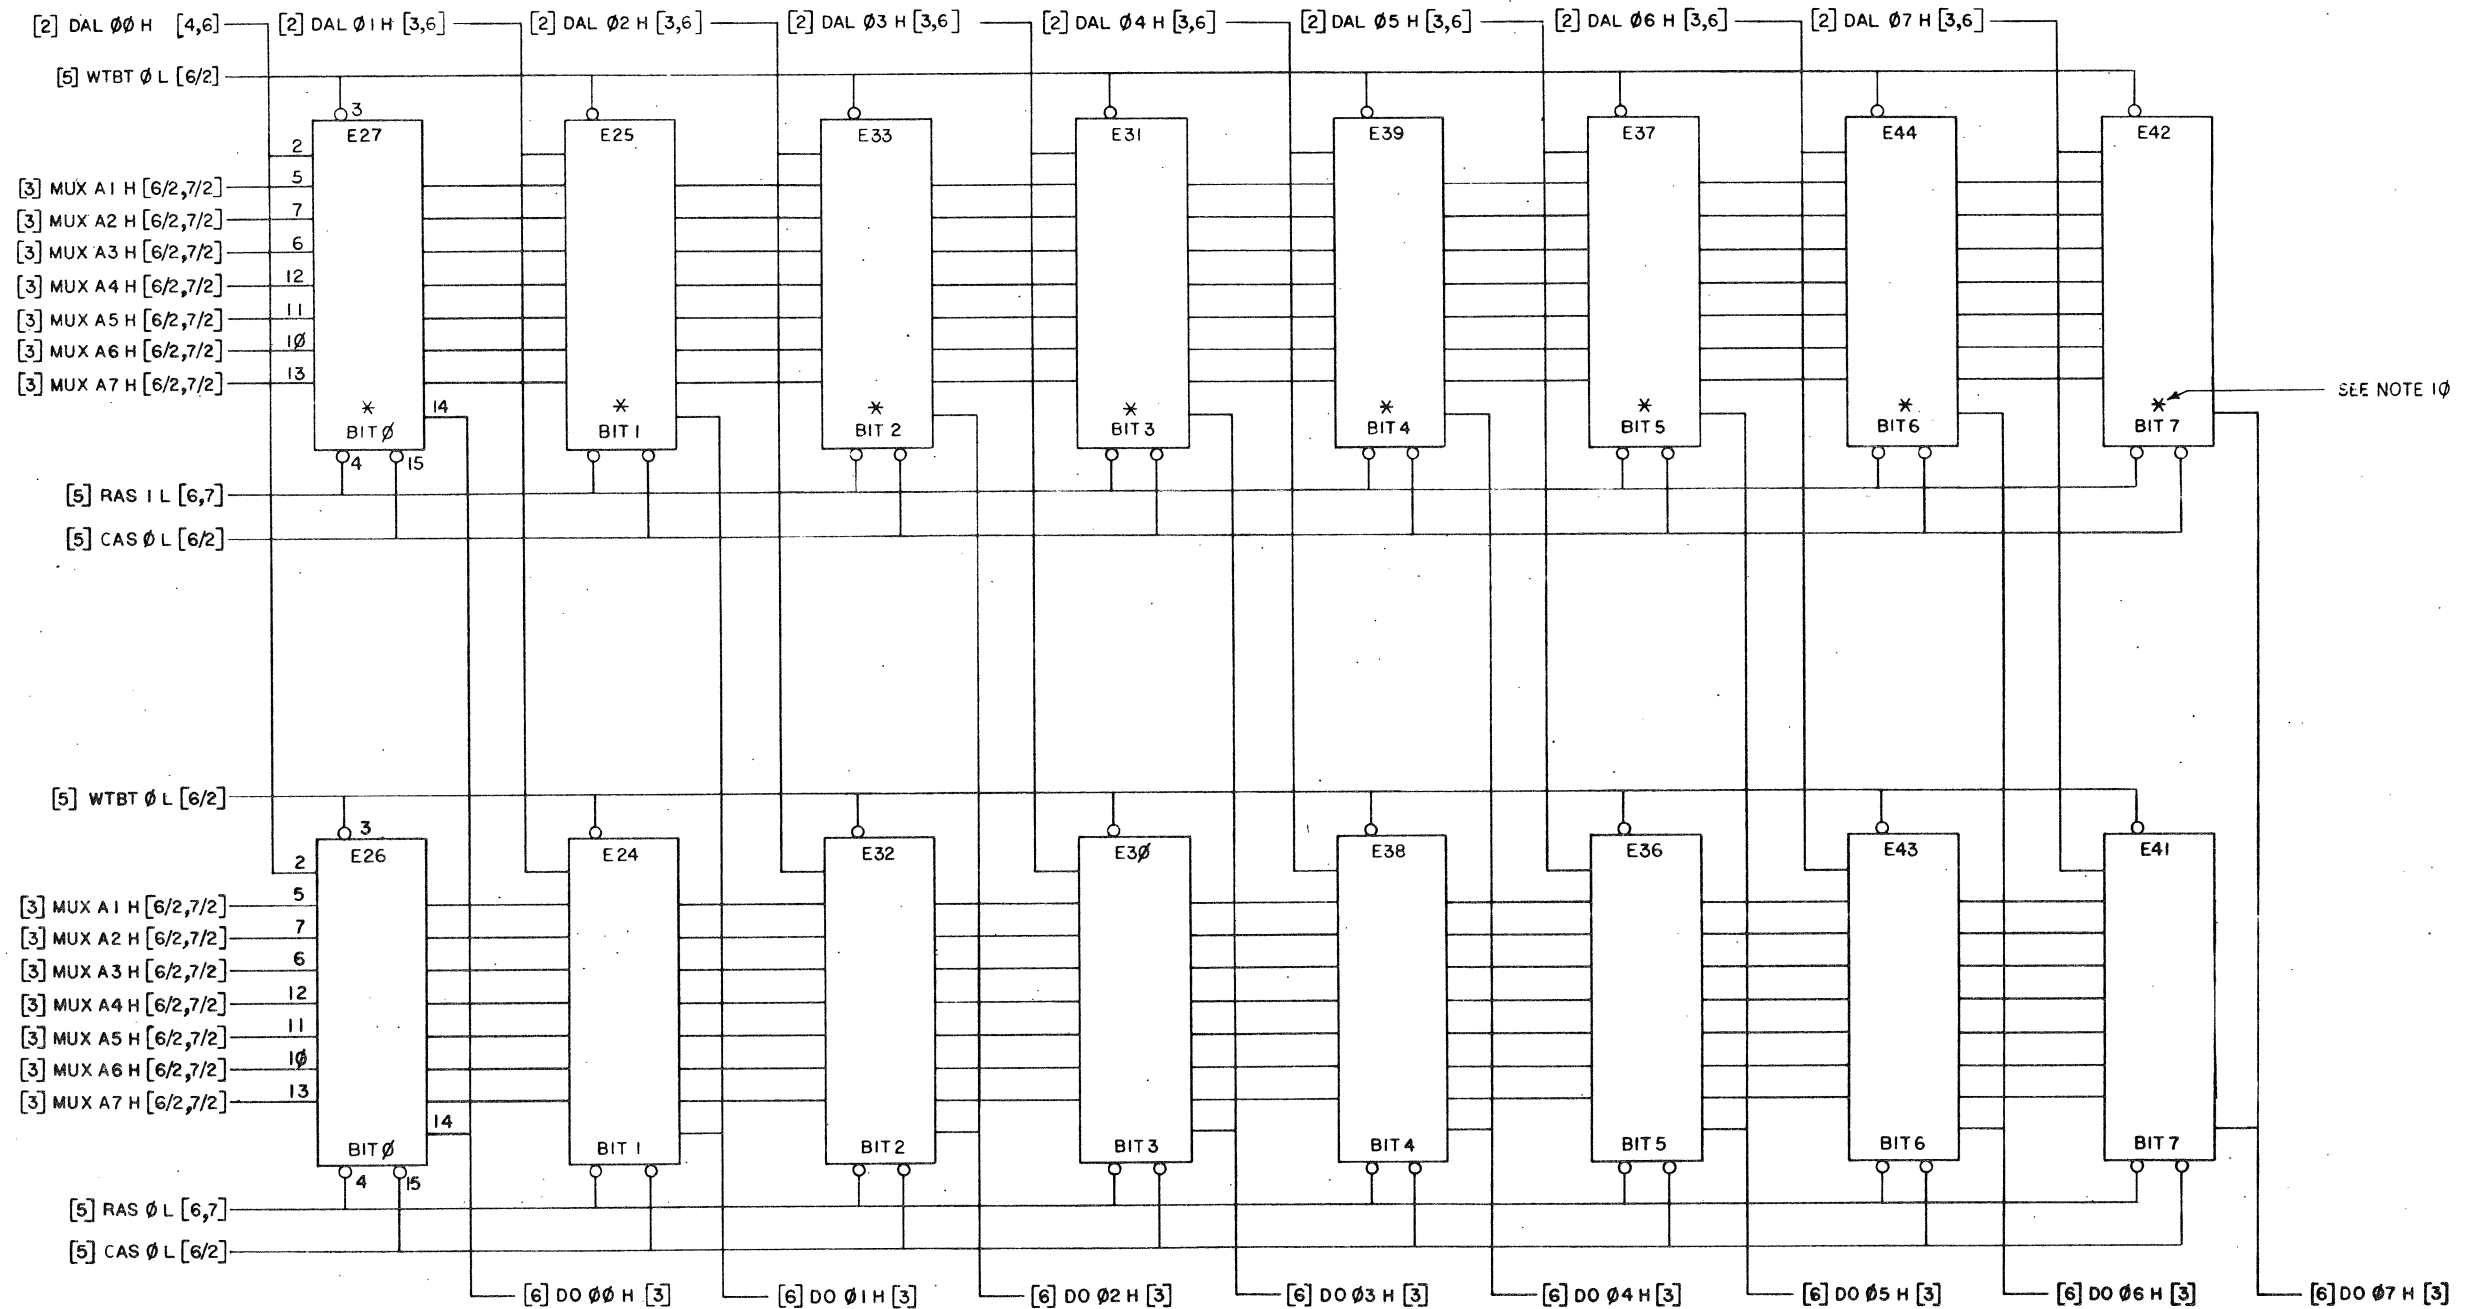 [2] DAL ØØ H [4,6] [2] DAL Ø1 H [3,6] [2] DAL Ø2 H [3,6] [2] DAL Ø3 H [3,6] [2] DAL Ø4 H [3,6] [2] DAL Ø5 H [3,6] [2] DAL Ø6 H [3,6] [2] DAL Ø7 H [3,6]
[5] WTBT Ø L [6/2]
3
E27 E25 E33 E31 E39 E37 E44 E42
2
[3] MUX A1 H [6/2,7/2] 5
[3] MUX A2 H [6/2,7/2] 7
[3] MUX A3 H [6/2,7/2] 6
[3] MUX A4 H [6/2,7/2] 12
[3] MUX A5 H [6/2,7/2] 11
[3] MUX A6 H [6/2,7/2] 1Ø
[3] MUX A7 H [6/2,7/2] 13
SEE NOTE 1Ø
14
* * * * * * * *
BIT Ø BIT 1 BIT 2 BIT 3 BIT 4 BIT 5 BIT 6 BIT 7
4 15
[5] RAS 1 L [6,7]
[5] CAS Ø L [6/2]
[5] WTBT Ø L [6/2]
3
E26 E24 E32 E3Ø E38 E36 E43 E41
2
[3] MUX A1 H [6/2,7/2] 5
[3] MUX A2 H [6/2,7/2] 7
[3] MUX A3 H [6/2,7/2] 6
[3] MUX A4 H [6/2,7/2] 12
[3] MUX A5 H [6/2,7/2] 11
[3] MUX A6 H [6/2,7/2] 1Ø
[3] MUX A7 H [6/2,7/2] 13
14
BIT Ø BIT 1 BIT 2 BIT 3 BIT 4 BIT 5 BIT 6 BIT 7
4 15
[5] RAS Ø L [6,7]
[5] CAS Ø L [6/2]
[6] DO ØØ H [3] [6] DO Ø1 H [3] [6] DO Ø2 H [3] [6] DO Ø3 H [3] [6] DO Ø4 H [3] [6] DO Ø5 H [3] [6] DO Ø6 H [3] [6] DO Ø7 H [3]